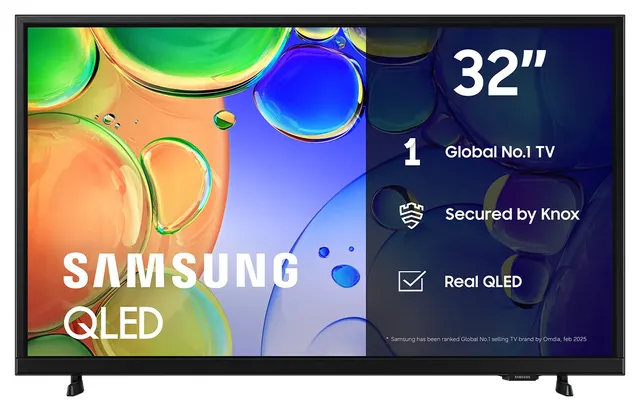 32"
1 Global No.1 TV
Secured by Knox
Real QLED
SAMSUNG
QLED
* Samsung has been ranked Global No.1 selling TV brand by Omdia, feb 2025
SAMSUNG